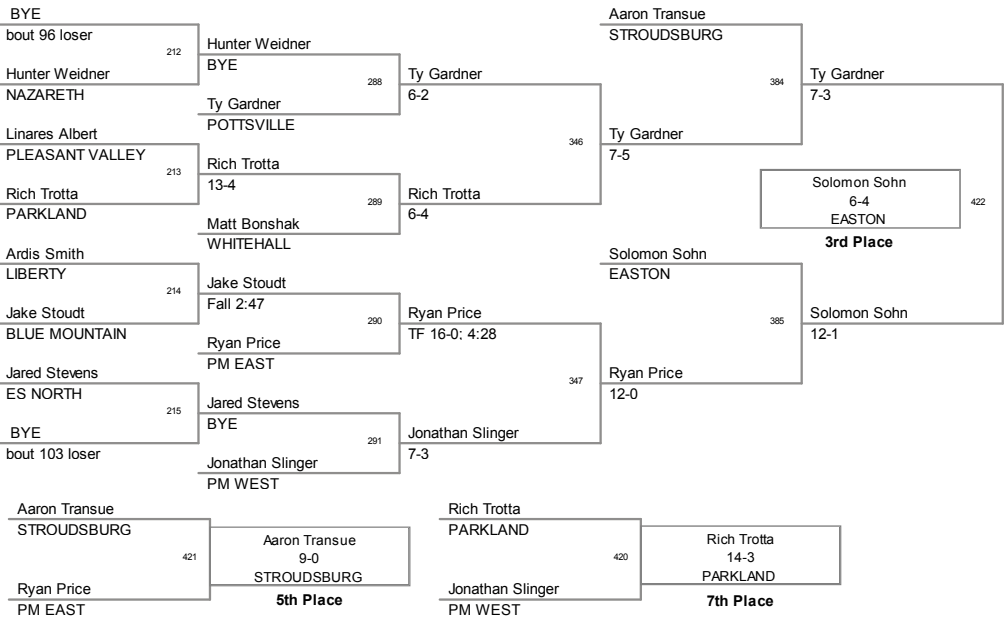 BYE
bout 96 loser
212
Hunter Weidner
NAZARETH
Linares Albert
PLEASANT VALLEY
213
Rich Trotta
PARKLAND
Ardis Smith
LIBERTY
214
Jake Stoudt
BLUE MOUNTAIN
Jared Stevens
ES NORTH
215
BYE
bout 103 loser
Hunter Weidner
BYE
288
Ty Gardner
POTTSVILLE
Rich Trotta
13-4
289
Matt Bonshak
WHITEHALL
Jake Stoudt
Fall 2:47
290
Ryan Price
PM EAST
Jared Stevens
BYE
291
Jonathan Slinger
PM WEST
Ty Gardner
6-2
346
Rich Trotta
6-4
Ryan Price
TF 16-0; 4:28
347
Jonathan Slinger
7-3
Aaron Transue
STROUDSBURG
384
Ty Gardner
7-5
Solomon Sohn
EASTON
385
Ryan Price
12-0
Ty Gardner
7-3
Solomon Sohn
6-4
EASTON
422
3rd Place
Solomon Sohn
12-1
Aaron Transue
STROUDSBURG
421
Ryan Price
PM EAST
Aaron Transue
9-0
STROUDSBURG
5th Place
Rich Trotta
PARKLAND
420
Jonathan Slinger
PM WEST
Rich Trotta
14-3
PARKLAND
7th Place